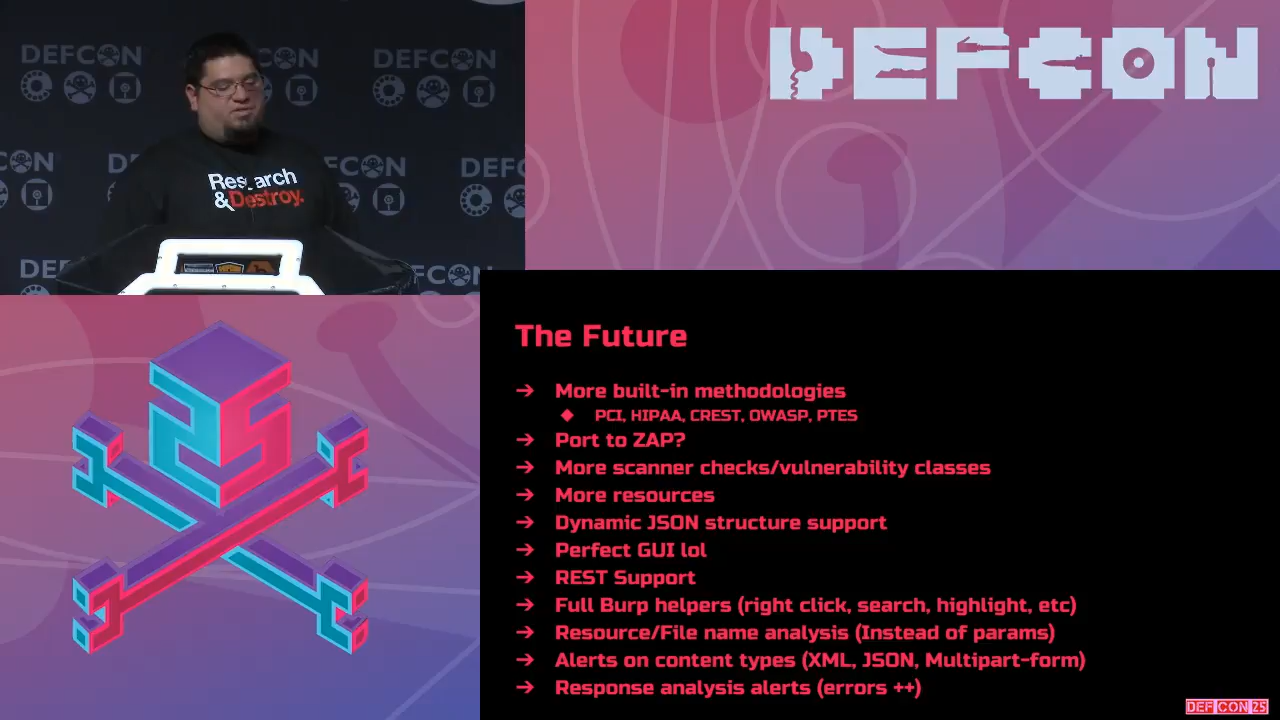 DEFCON
DEFCON
DEFCON
Research
&Destroy.
DEFCON
25
The Future
→ More built-in methodologies
◆ PCI, HIPAA, CREST, OWASP, PTES
→ Port to ZAP?
→ More scanner checks/vulnerability classes
→ More resources
→ Dynamic JSON structure support
→ Perfect GUI lol
→ REST Support
→ Full Burp helpers (right click, search, highlight, etc)
→ Resource/File name analysis (Instead of params)
→ Alerts on content types (XML, JSON, Multipart-form)
→ Response analysis alerts (errors ++)
DEF CON 25